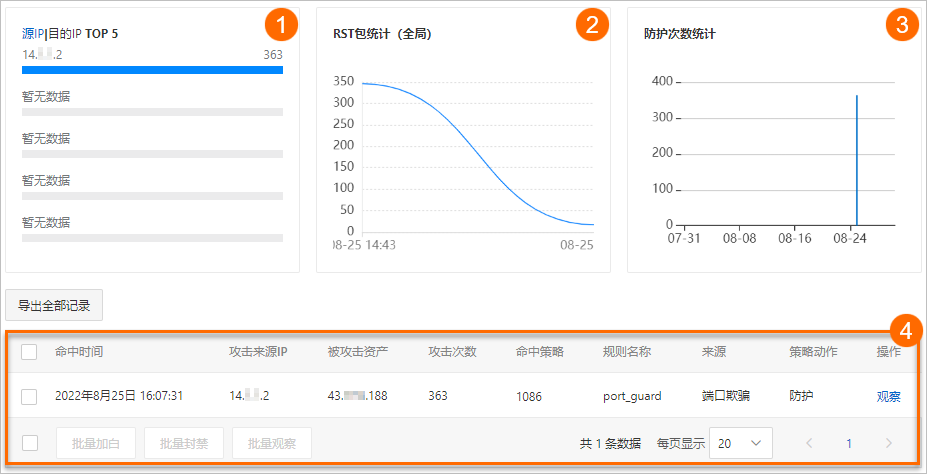 1
源IP|目的IP TOP 5
14. .2 363
暂无数据
暂无数据
暂无数据
暂无数据
2
RST包统计（全局）
350
300
250
200
150
100
50
0
08-25 14:43 08-25
3
防护次数统计
400
300
200
100
0
07-31 08-08 08-16 08-24
导出全部记录
4
命中时间 攻击来源IP 被攻击资产 攻击次数 命中策略 规则名称 来源 策略动作 操作
2022年8月25日 16:07:31 14. .2 43. .188 363 1086 port_guard 端口欺骗 防护 观察
批量加白 批量封禁 批量观察 共 1 条数据 每页显示 20 < 1 >